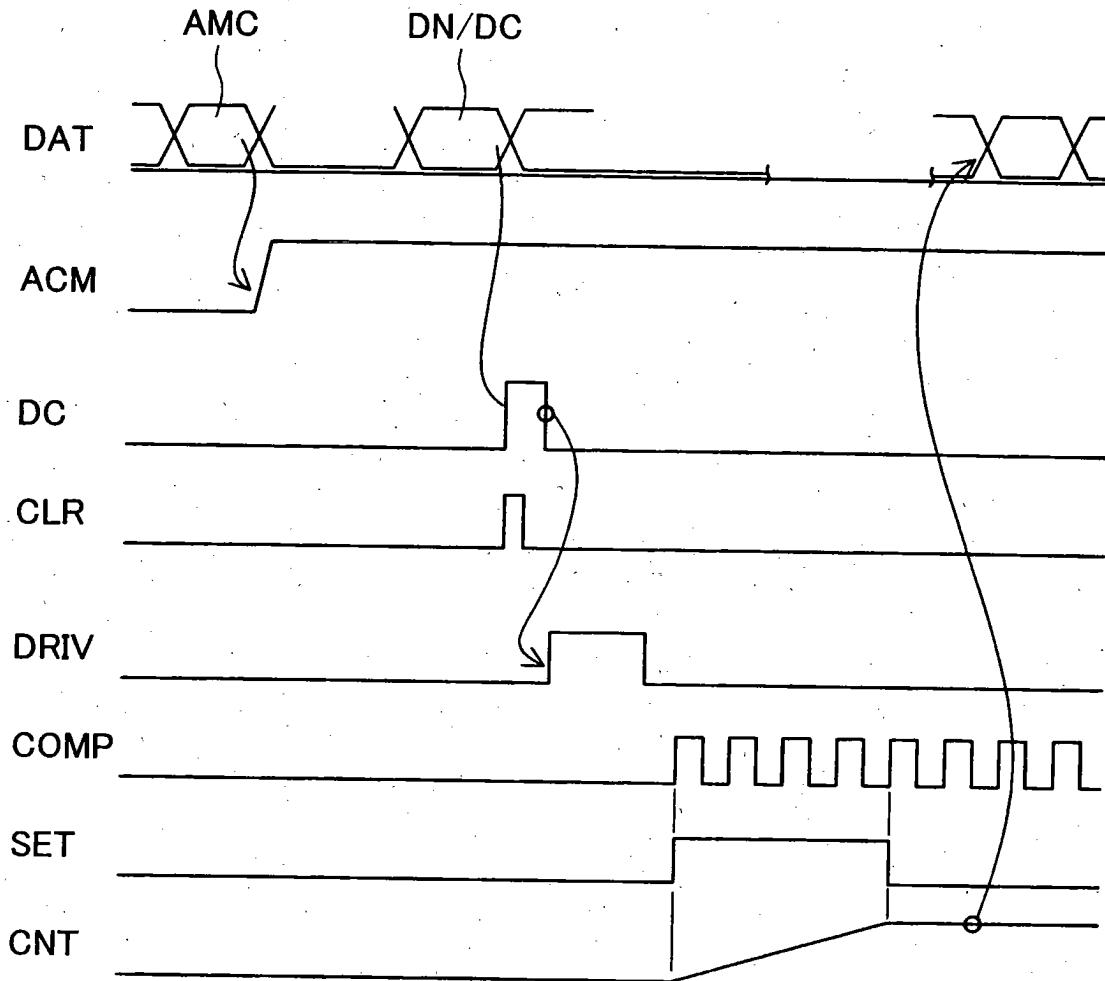 AMC
DN/DC
DAT
ACM
DC
CLR
DRIV
COMP
SET
CNT